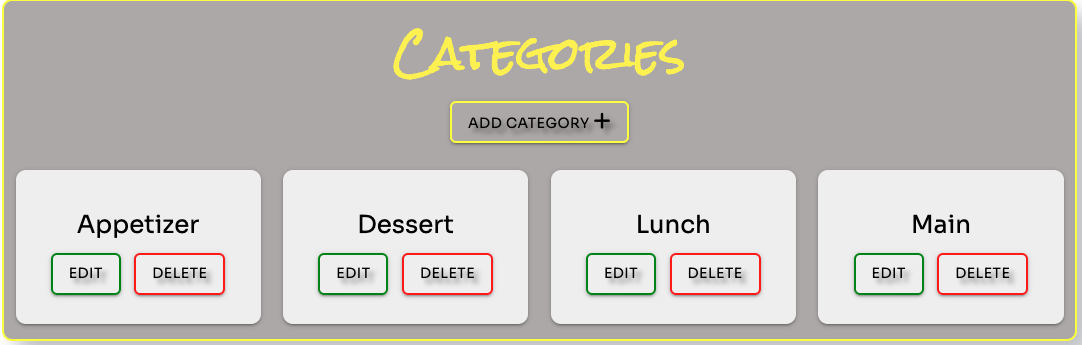 Categories
ADD CATEGORY +
Appetizer Dessert Lunch Main
EDIT DELETE EDIT DELETE EDIT DELETE EDIT DELETE